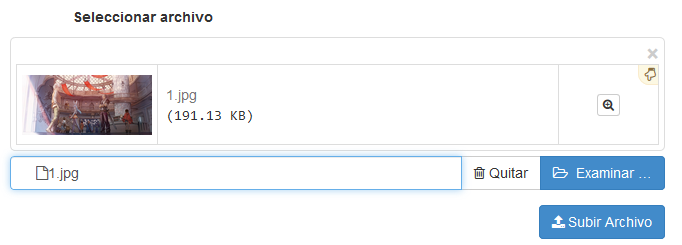 Seleccionar archivo
×
1.jpg
(191.13 KB)
1.jpg
Quitar
Examinar ...
Subir Archivo